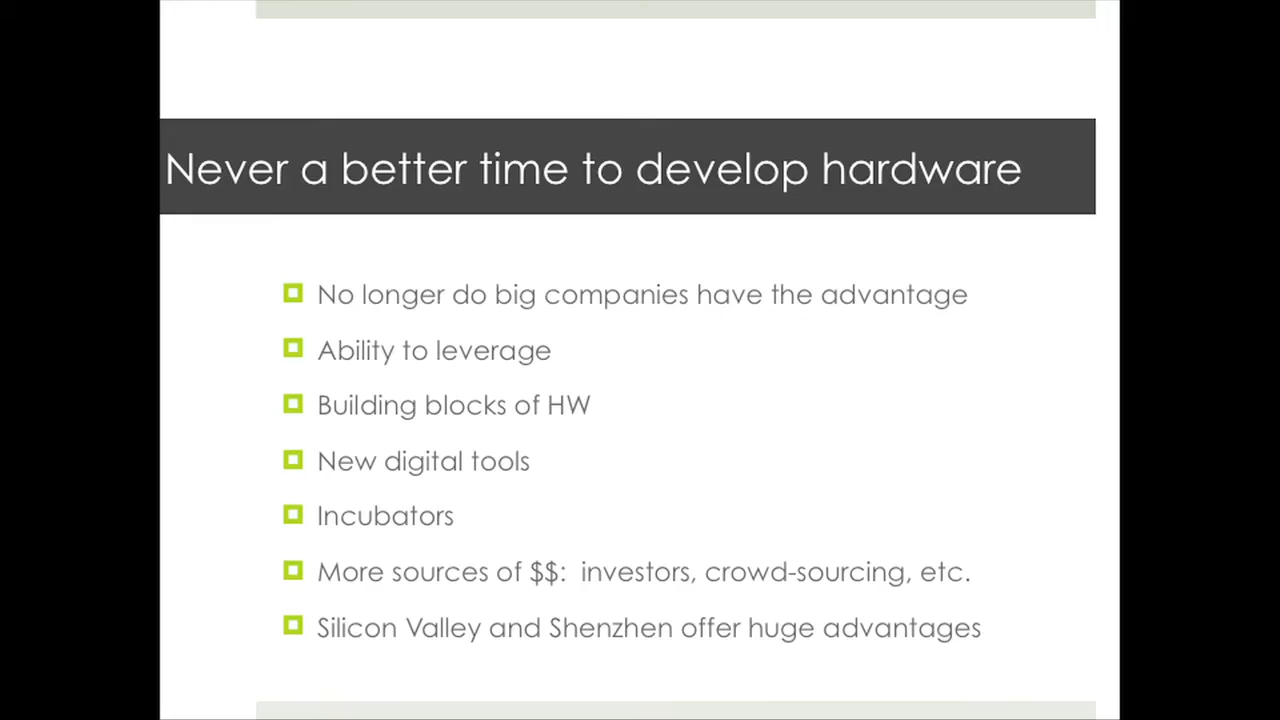 Never a better time to develop hardware
No longer do big companies have the advantage
Ability to leverage
Building blocks of HW
New digital tools
Incubators
More sources of $$:  investors, crowd-sourcing, etc.
Silicon Valley and Shenzhen offer huge advantages